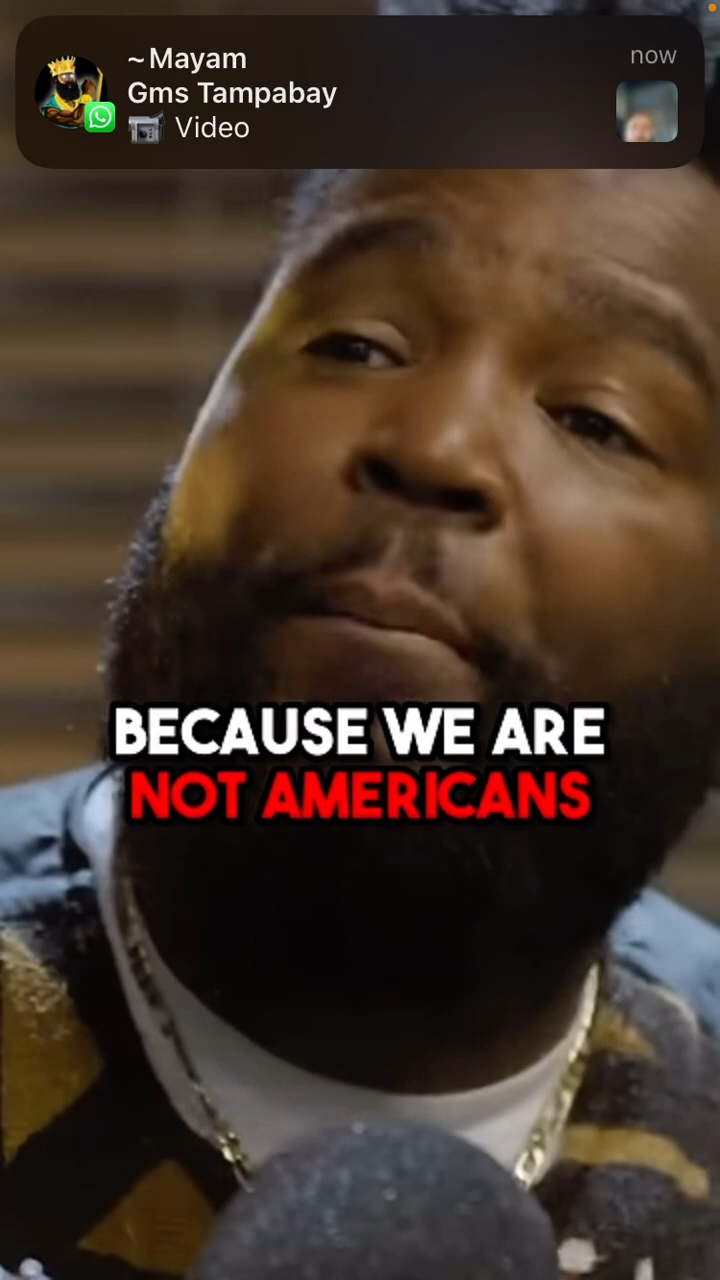 ~Mayam
now
Gms Tampabay
📹 Video
BECAUSE WE ARE
NOT AMERICANS